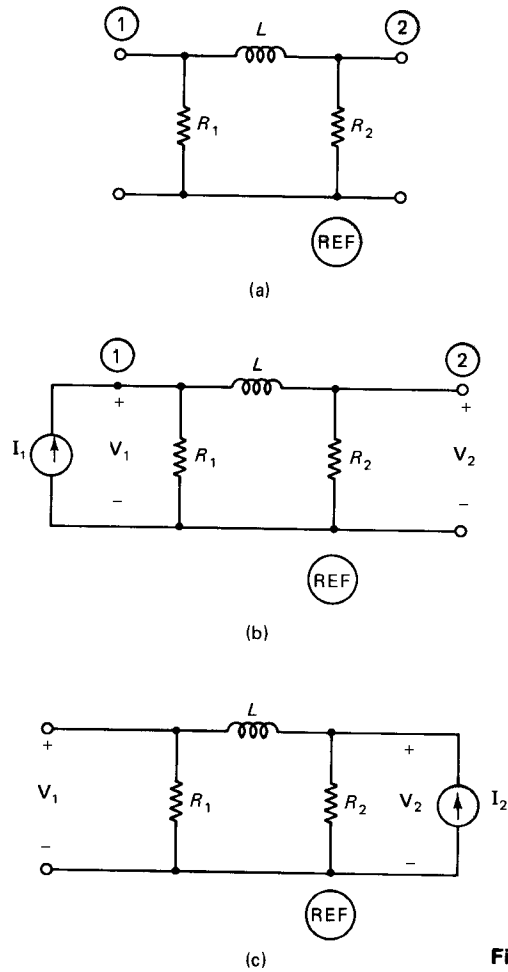 1 2
L
R1 R2
REF
(a)
1 2
L
+ +
I1 V1 R1 R2 V2
− −
REF
(b)
L
+ +
V1 R1 R2 V2 I2
− −
REF
(c) Fi